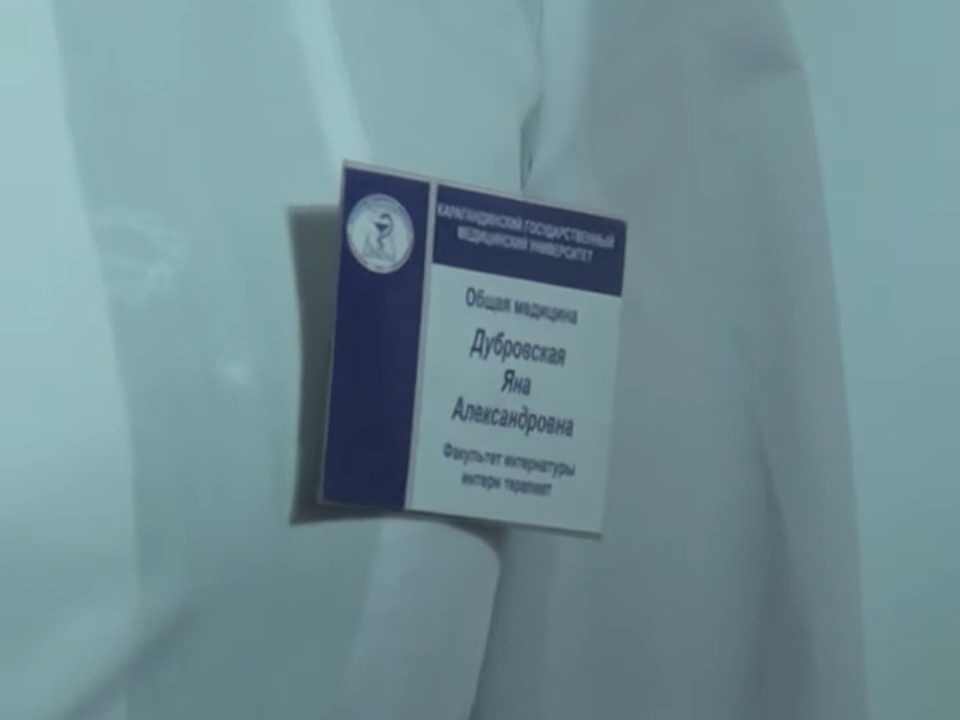 КАРАГАНДИНСКИЙ ГОСУДАРСТВЕННЫЙ
МЕДИЦИНСКИЙ УНИВЕРСИТЕТ
Общая медицина
Дубровская
Яна
Александровна
Факультет интернатуры
интерн терапевт